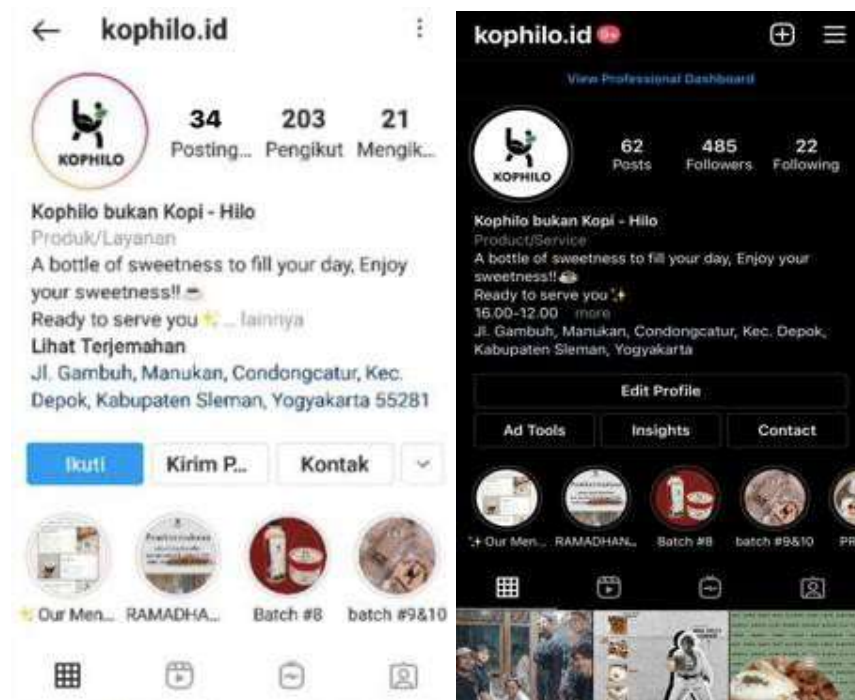 kophilo.id
KOPHILO
34
203
21
Posting... Pengikut Mengik...
Kophilo bukan Kopi - Hilo
Produk/Layanan
A bottle of sweetness to fill your day, Enjoy
your sweetness!! ☕
Ready to serve you ✨ ... lainnya
Lihat Terjemahan
Jl. Gambuh, Manukan, Condongcatur, Kec.
Depok, Kabupaten Sleman, Yogyakarta 55281
Ikuti
Kirim P...
Kontak
✨ Our Men... RAMADHA... Batch #8 batch #9&10
kophilo.id 9+
View Professional Dashboard
KOPHILO
62
485
22
Posts Followers Following
Kophilo bukan Kopi - Hilo
Product/Service
A bottle of sweetness to fill your day, Enjoy your
sweetness!! ☕
Ready to serve you ✨
16.00-12.00 more
Jl. Gambuh, Manukan, Condongcatur, Kec. Depok,
Kabupaten Sleman, Yogyakarta
Edit Profile
Ad Tools
Insights
Contact
✨ Our Men... RAMADHAN... Batch #8 batch #9&10 PR